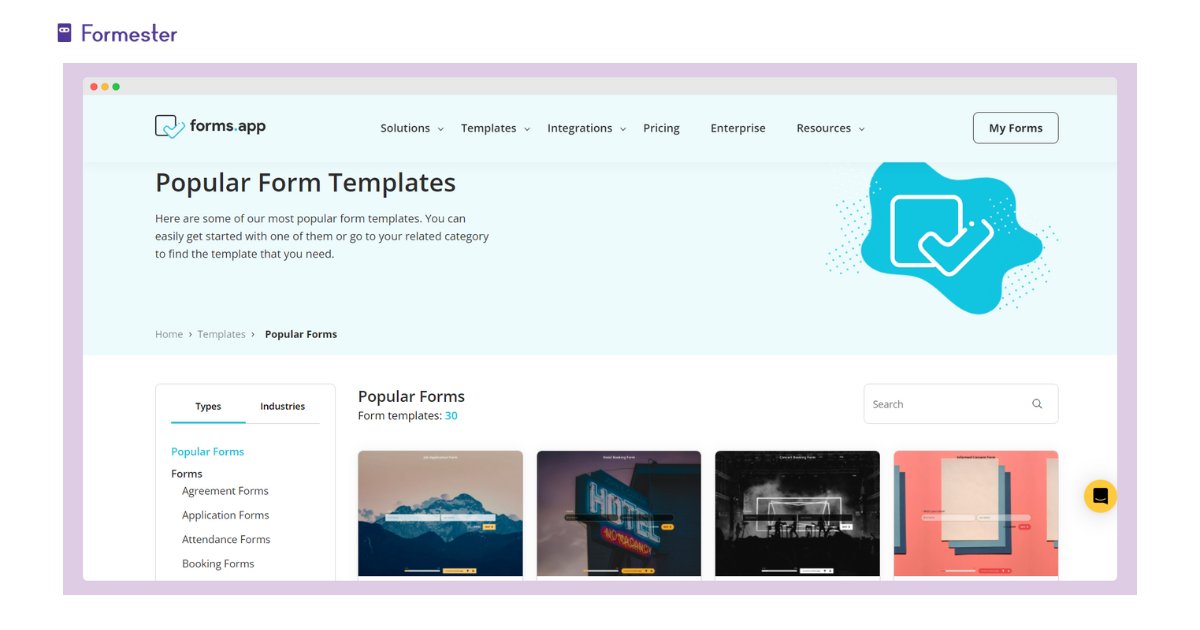 Formester
forms.app
Solutions
Templates
Integrations
Pricing
Enterprise
Resources
My Forms
Popular Form Templates
Here are some of our most popular form templates. You can
easily get started with one of them or go to your related category
to find the template that you need.
Home › Templates › Popular Forms
Types
Industries
Popular Forms
Forms
Agreement Forms
Application Forms
Attendance Forms
Booking Forms
Popular Forms
Form templates: 30
Search
Job Application Form
Hotel Booking Form
Concert Booking Form
Informed Consent Form
HOTEL
NO VACANCY